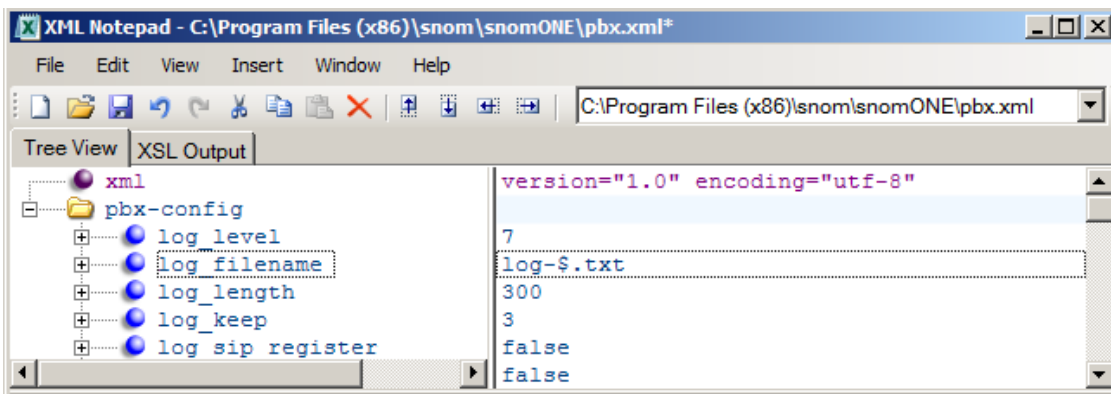 XML Notepad - C:\Program Files (x86)\snom\snomONE\pbx.xml*
File Edit View Insert Window Help
C:\Program Files (x86)\snom\snomONE\pbx.xml
Tree View XSL Output
xml version="1.0" encoding="utf-8"
pbx-config
log_level 7
log_filename log-$.txt
log_length 300
log_keep 3
log_sip_register false
false